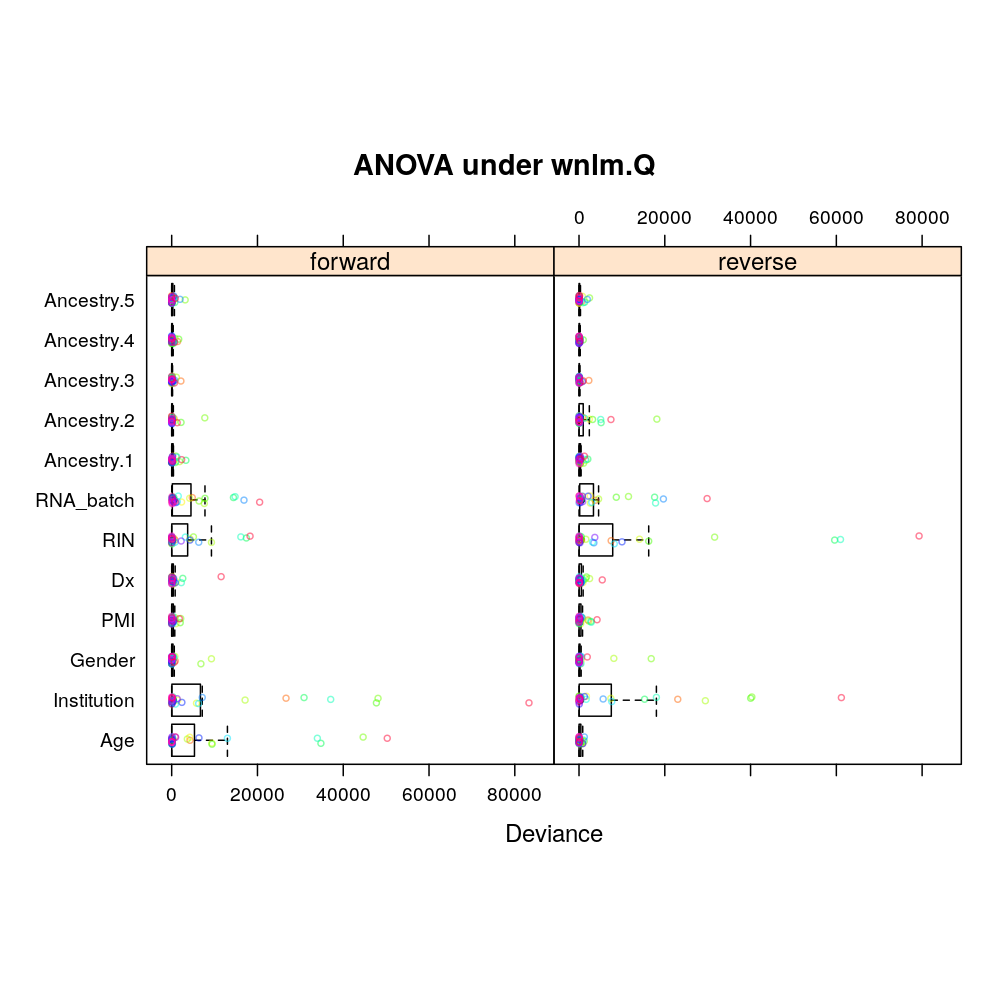 ANOVA under wnlm.Q
0 20000 40000 60000 80000
forward reverse
Ancestry.5
Ancestry.4
Ancestry.3
Ancestry.2
Ancestry.1
RNA_batch
RIN
Dx
PMI
Gender
Institution
Age
0 20000 40000 60000 80000
Deviance